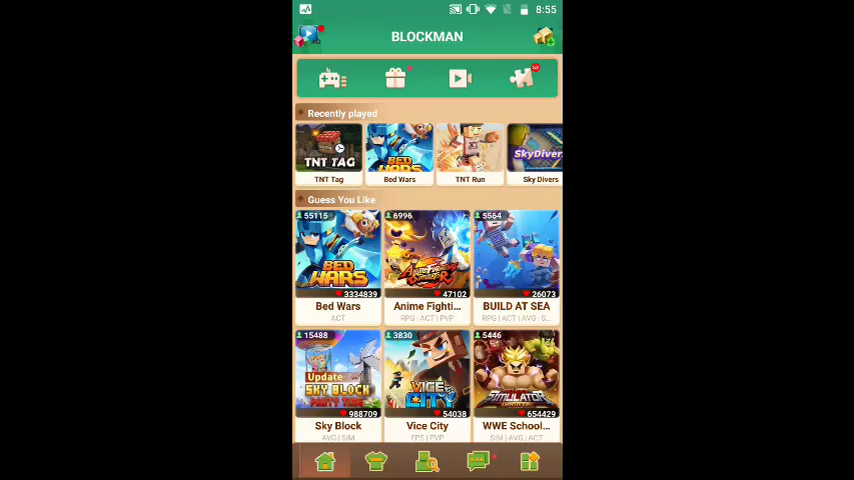 8:55
BLOCKMAN
Recently played
TNT TAG
BED WARS
SkyDiver
TNT Tag
Bed Wars
TNT Run
Sky Divers
Guess You Like
55115
6996
5564
BED WARS
3334839
47102
26073
Bed Wars
Anime Fighti...
BUILD AT SEA
ACT
RPG | ACT | PVP
RPG | ACT | AVG | S...
15488
3830
5446
Update
SKY BLOCK
PARTY TIME
VICE CITY
SIMULATOR
988709
54038
654429
Sky Block
Vice City
WWE School...
AVG | SIM
FPS | PVP
SIM | AVG | ACT